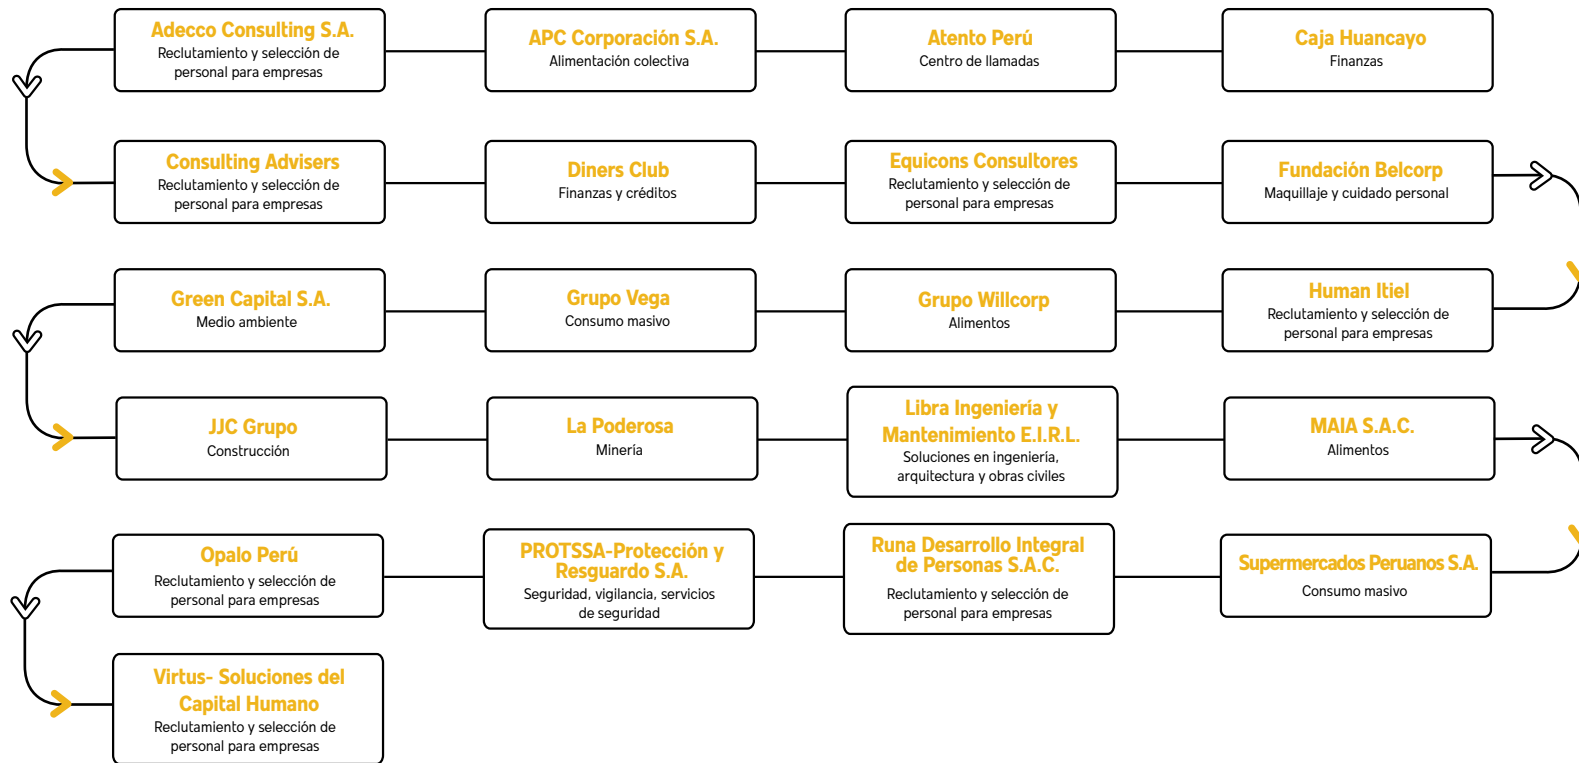 Adecco Consulting S.A.
Reclutamiento y selección de
personal para empresas
APC Corporación S.A.
Alimentación colectiva
Atento Perú
Centro de llamadas
Caja Huancayo
Finanzas
Consulting Advisers
Reclutamiento y selección de
personal para empresas
Diners Club
Finanzas y créditos
Equicons Consultores
Reclutamiento y selección de
personal para empresas
Fundación Belcorp
Maquillaje y cuidado personal
Green Capital S.A.
Medio ambiente
Grupo Vega
Consumo masivo
Grupo Willcorp
Alimentos
Human Itiel
Reclutamiento y selección de
personal para empresas
JJC Grupo
Construcción
La Poderosa
Minería
Libra Ingeniería y
Mantenimiento E.I.R.L.
Soluciones en ingeniería,
arquitectura y obras civiles
MAIA S.A.C.
Alimentos
Opalo Perú
Reclutamiento y selección de
personal para empresas
PROTSSA-Protección y
Resguardo S.A.
Seguridad, vigilancia, servicios
de seguridad
Runa Desarrollo Integral
de Personas S.A.C.
Reclutamiento y selección de
personal para empresas
Supermercados Peruanos S.A.
Consumo masivo
Virtus- Soluciones del
Capital Humano
Reclutamiento y selección de
personal para empresas